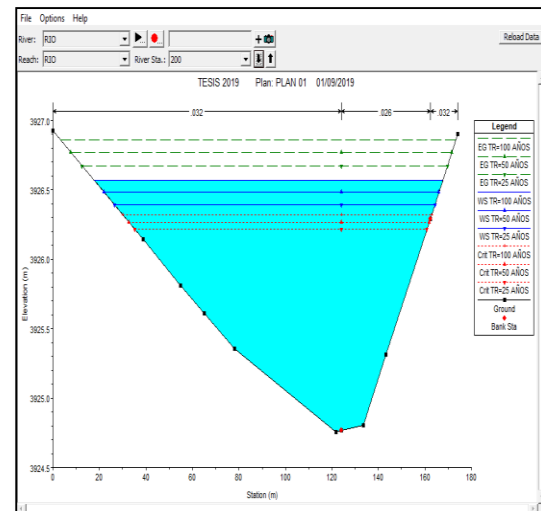 File Options Help
River: RIO
Reload Data
Reach: RIO River Sta.: 200
TESIS 2019 Plan: PLAN 01 01/09/2019
.032 .026 .032
Legend
EG TR=100 AÑOS
EG TR=50 AÑOS
EG TR=25 AÑOS
WS TR=100 AÑOS
WS TR=50 AÑOS
WS TR=25 AÑOS
Crit TR=100 AÑOS
Crit TR=50 AÑOS
Crit TR=25 AÑOS
Ground
Bank Sta
Elevation (m)
3927.0
3926.5
3926.0
3925.5
3925.0
3924.5
0 20 40 60 80 100 120 140 160 180
Station (m)